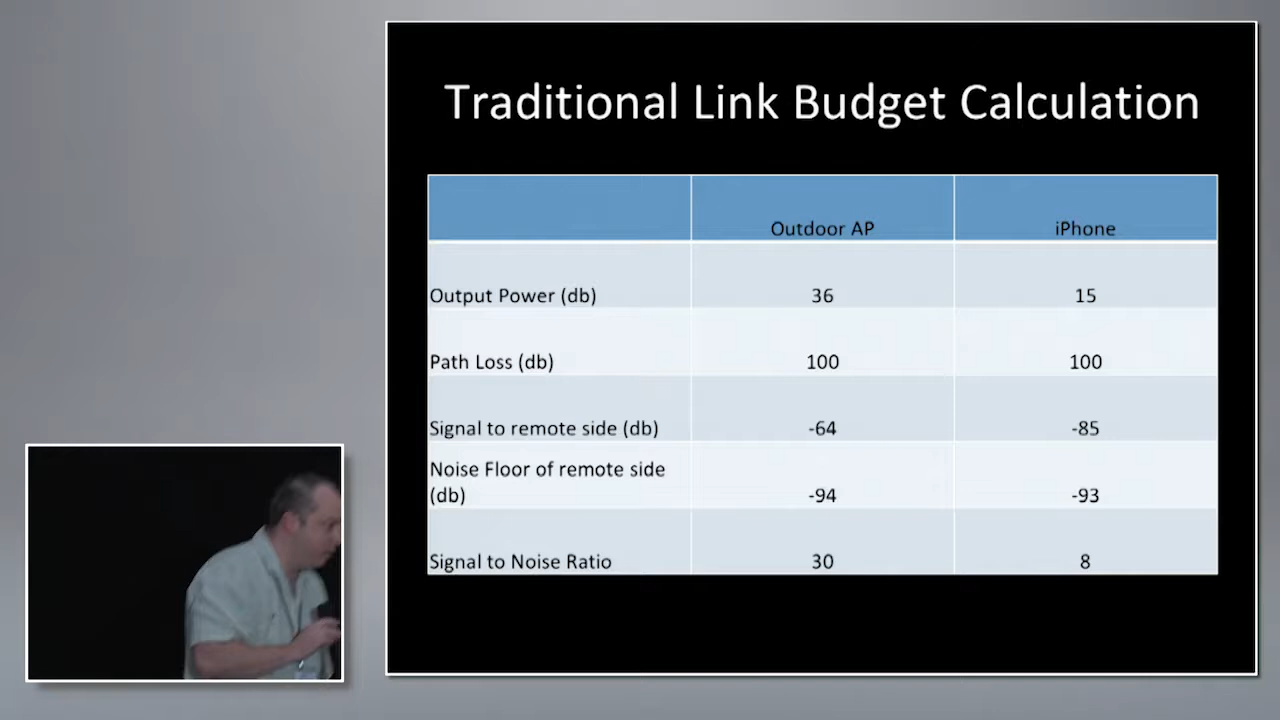 Traditional Link Budget Calculation
Outdoor AP iPhone
Output Power (db) 36 15
Path Loss (db) 100 100
Signal to remote side (db) -64 -85
Noise Floor of remote side
(db) -94 -93
Signal to Noise Ratio 30 8